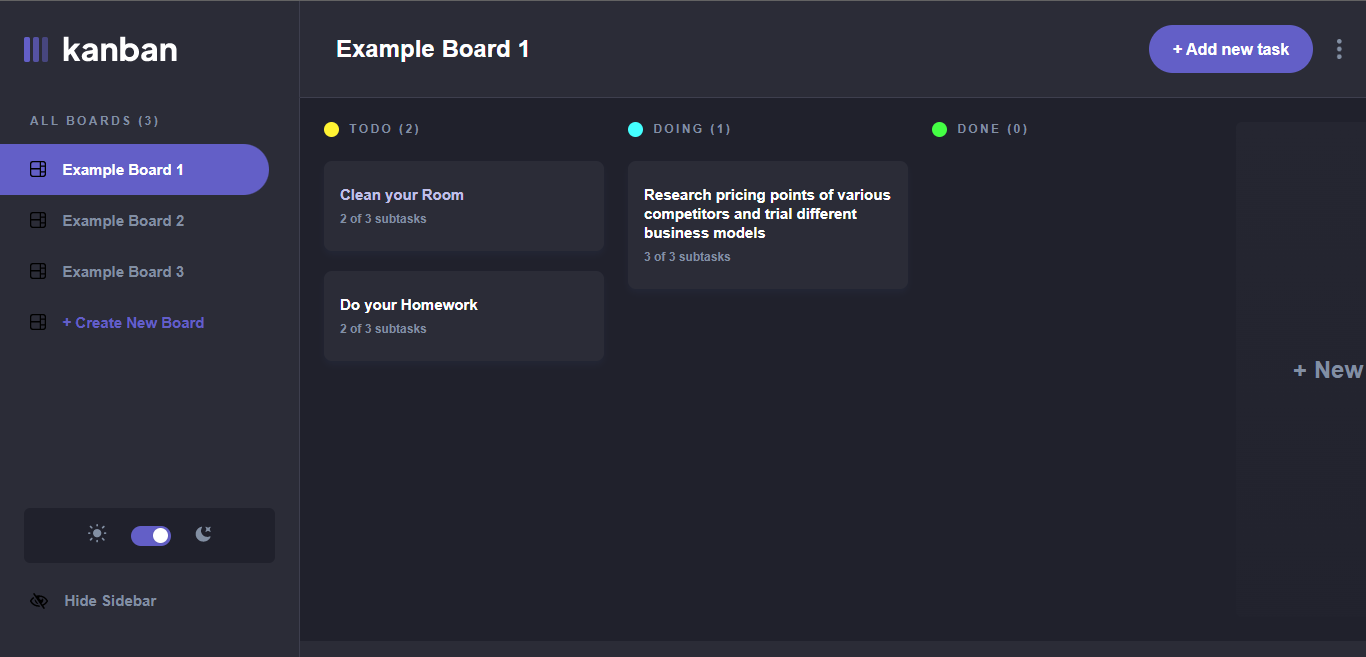 kanban
ALL BOARDS (3)
Example Board 1
Example Board 2
Example Board 3
+ Create New Board
Hide Sidebar
Example Board 1
+ Add new task
TODO (2)
Clean your Room
2 of 3 subtasks
Do your Homework
2 of 3 subtasks
DOING (1)
Research pricing points of various
competitors and trial different
business models
3 of 3 subtasks
DONE (0)
+ New